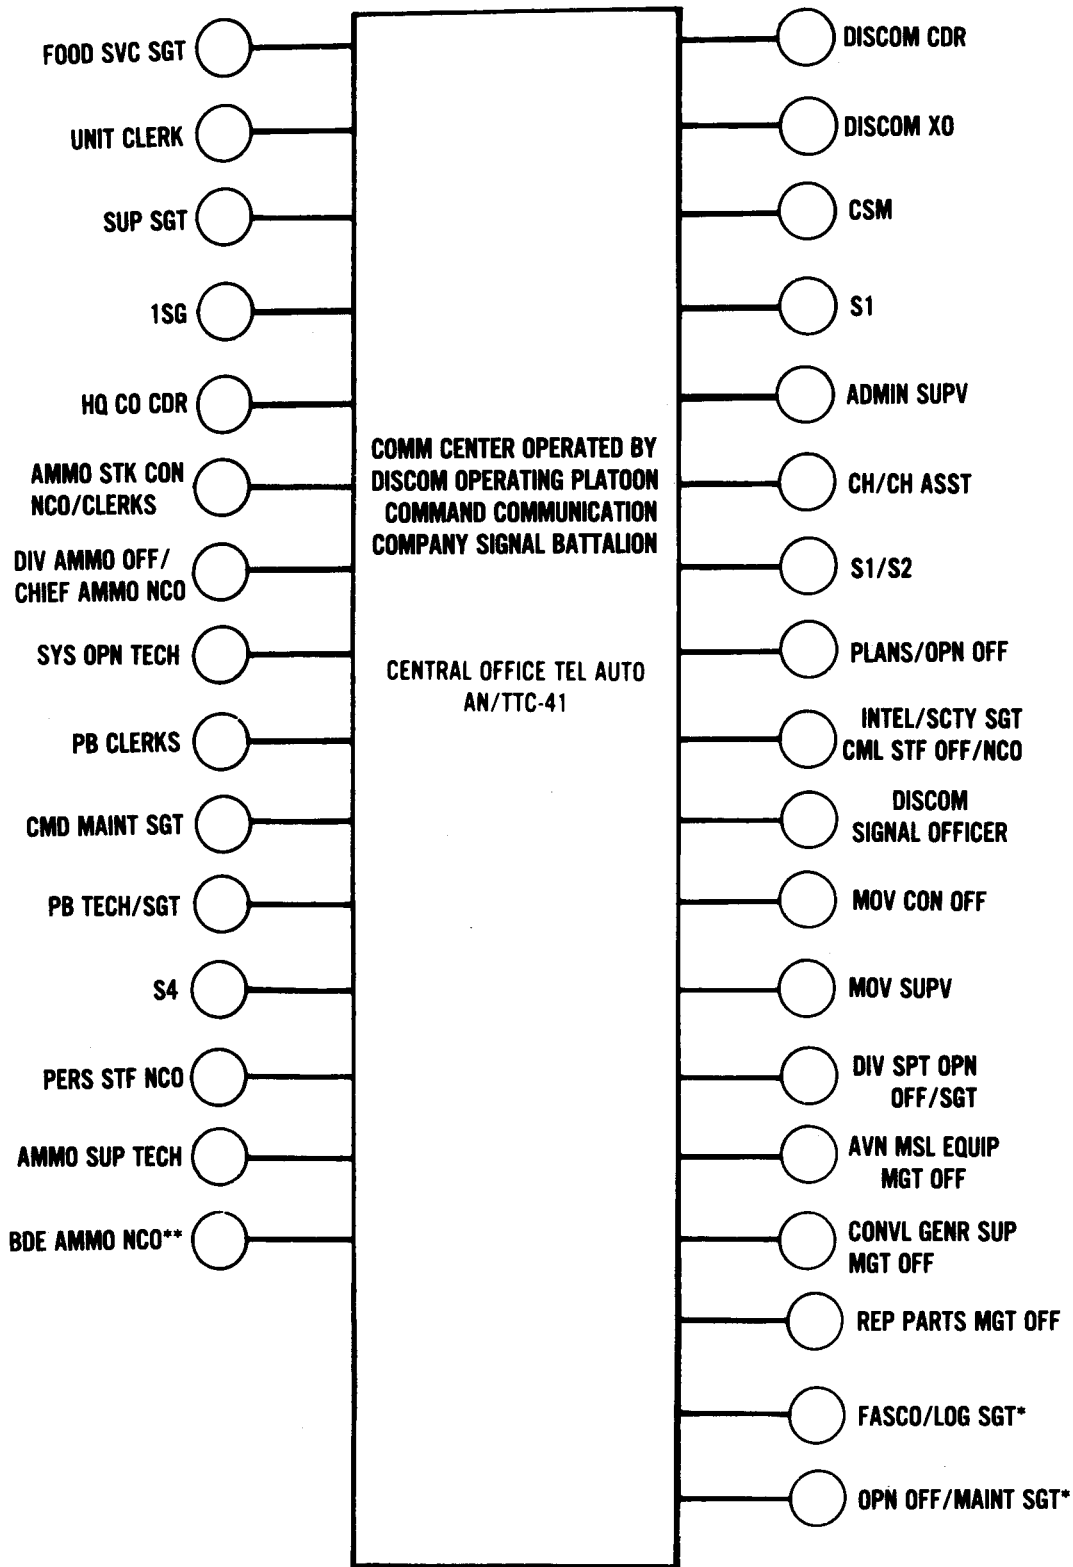 FOOD SVC SGT
UNIT CLERK
SUP SGT
1SG
HQ CO CDR
AMMO STK CON
NCO/CLERKS
DIV AMMO OFF/
CHIEF AMMO NCO
SYS OPN TECH
PB CLERKS
CMD MAINT SGT
PB TECH/SGT
S4
PERS STF NCO
AMMO SUP TECH
BDE AMMO NCO**
COMM CENTER OPERATED BY
DISCOM OPERATING PLATOON
COMMAND COMMUNICATION
COMPANY SIGNAL BATTALION
CENTRAL OFFICE TEL AUTO
AN/TTC-41
DISCOM CDR
DISCOM XO
CSM
S1
ADMIN SUPV
CH/CH ASST
S1/S2
PLANS/OPN OFF
INTEL/SCTY SGT
CML STF OFF/NCO
DISCOM
SIGNAL OFFICER
MOV CON OFF
MOV SUPV
DIV SPT OPN
OFF/SGT
AVN MSL EQUIP
MGT OFF
CONVL GENR SUP
MGT OFF
REP PARTS MGT OFF
FASCO/LOG SGT*
OPN OFF/MAINT SGT*